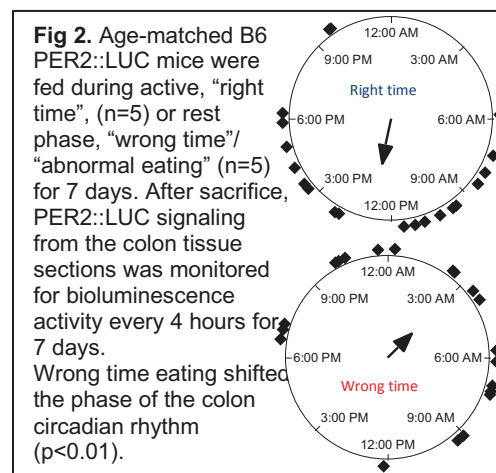 Fig 2. Age-matched B6
PER2::LUC mice were
fed during active, “right
time”, (n=5) or rest
phase, “wrong time”/
“abnormal eating” (n=5)
for 7 days. After sacrifice,
PER2::LUC signaling
from the colon tissue
sections was monitored
for bioluminescence
activity every 4 hours for
7 days.
Wrong time eating shifted
the phase of the colon
circadian rhythm
(p<0.01).
12:00 AM
9:00 PM 3:00 AM
Right time
6:00 PM 6:00 AM
3:00 PM 9:00 AM
12:00 PM
12:00 AM
9:00 PM 3:00 AM
6:00 PM 6:00 AM
Wrong time
3:00 PM 9:00 AM
12:00 PM